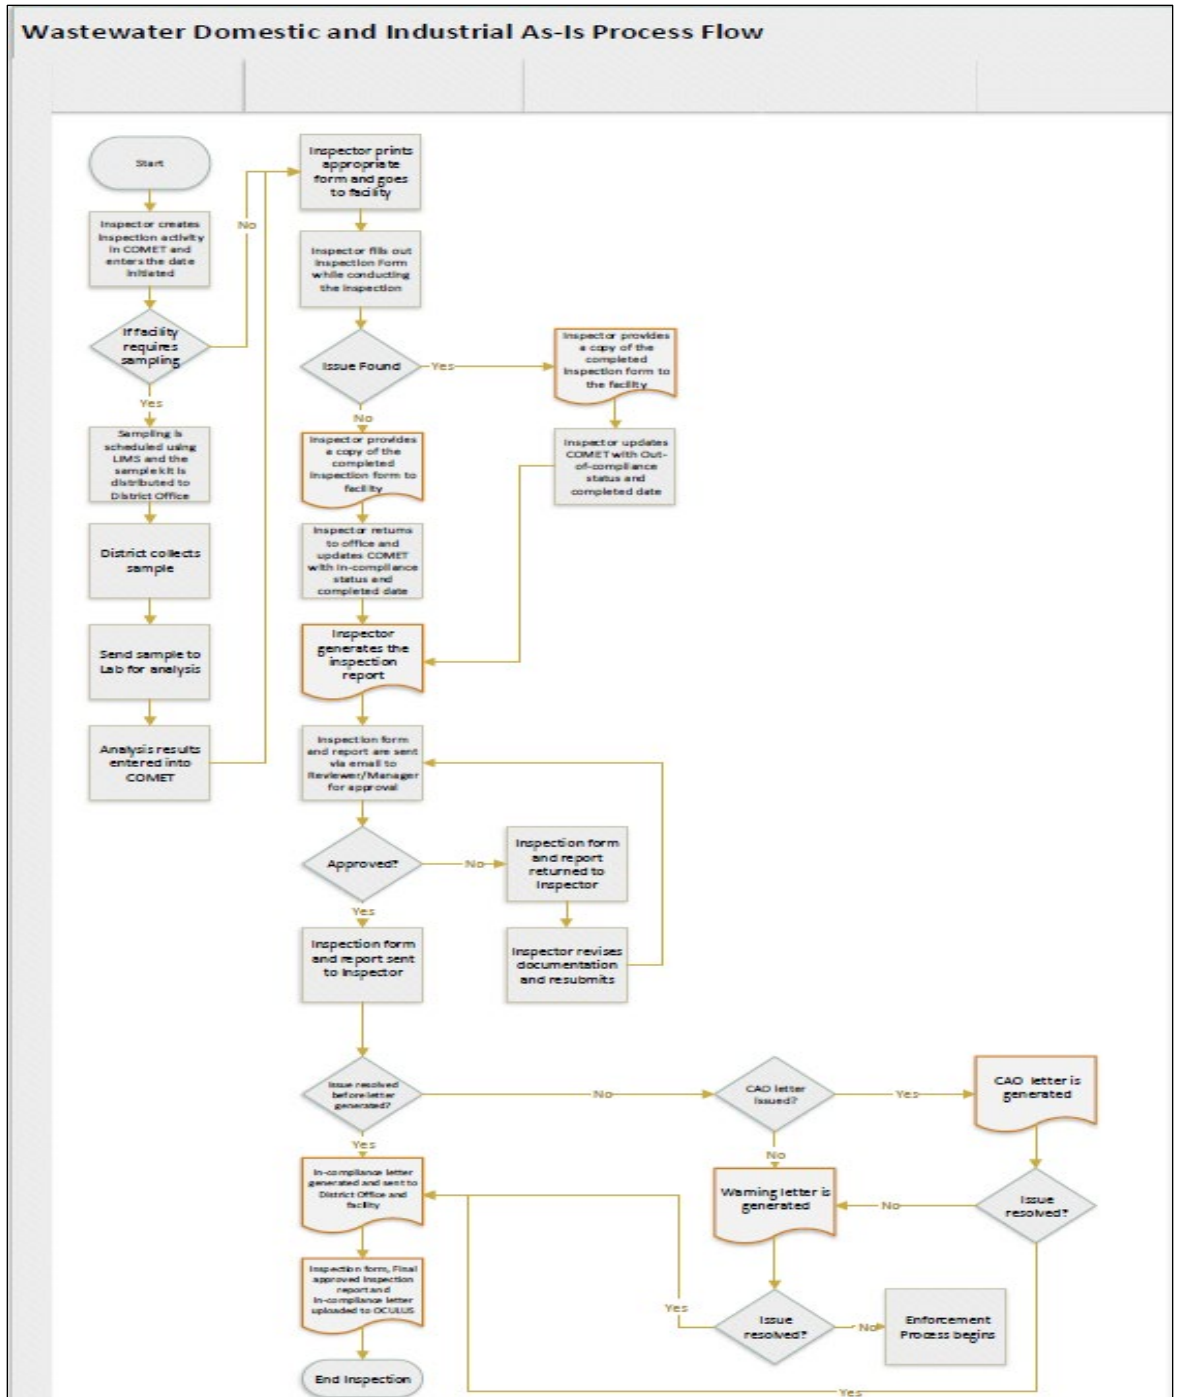 Wastewater Domestic and Industrial As-Is Process Flow
Start
Inspector creates
Inspection activity
in COMET and
enters the date
initiated
If facility
requires
sampling
No
Yes
Sampling is
scheduled using
LIMS and the
sample kit is
distributed to
District Office
District collects
sample
Send sample to
Lab for analysis
Analysis results
entered into
COMET
Inspector prints
appropriate
form and goes
to facility
Inspector fills out
Inspection Form
while conducting
the inspection
Issue Found
Yes
Inspector provides
a copy of the
completed
Inspection form to
the facility
Inspector updates
COMET with Out-
of-compliance
status and
completed date
No
Inspector provides
a copy of the
completed
Inspection form to
facility
Inspector returns
to office and
updates COMET
with In-compliance
status and
completed date
Inspector
generates the
inspection
report
Inspection form
and report are sent
via email to
Reviewer/Manager
for approval
Approved?
No
Inspection form
and report
returned to
Inspector
Inspector revises
documentation
and resubmits
Yes
Inspection form
and report sent
to Inspector
Issue resolved
before letter
generated?
No
CAO letter
Issued?
Yes
CAO letter is
generated
Yes
In-compliance letter
generated and sent to
District Office and
facility
No
Warning letter is
generated
No
Issue
resolved?
Inspection form, Final
approved Inspection
report and
In-compliance letter
uploaded to OCULUS
Yes
Issue
resolved?
No
Enforcement
Process begins
End Inspection
Yes